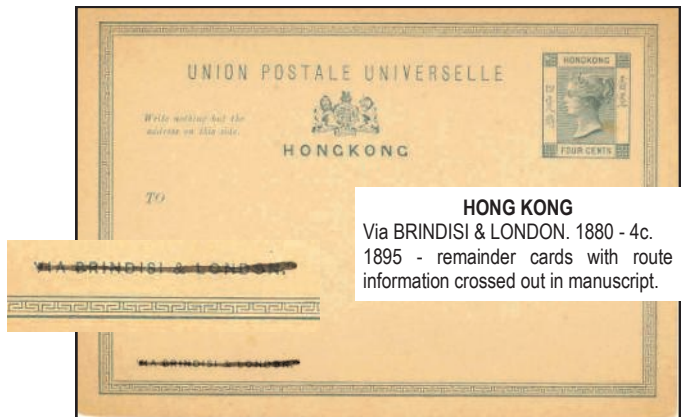 UNION POSTALE UNIVERSELLE
HONGKONG
Write nothing but the
address on this side.
HONGKONG
FOUR CENTS
TO
HONG KONG
Via BRINDISI & LONDON. 1880 - 4c.
1895 - remainder cards with route
information crossed out in manuscript.
VIA BRINDISI & LONDON.
VIA BRINDISI & LONDON.